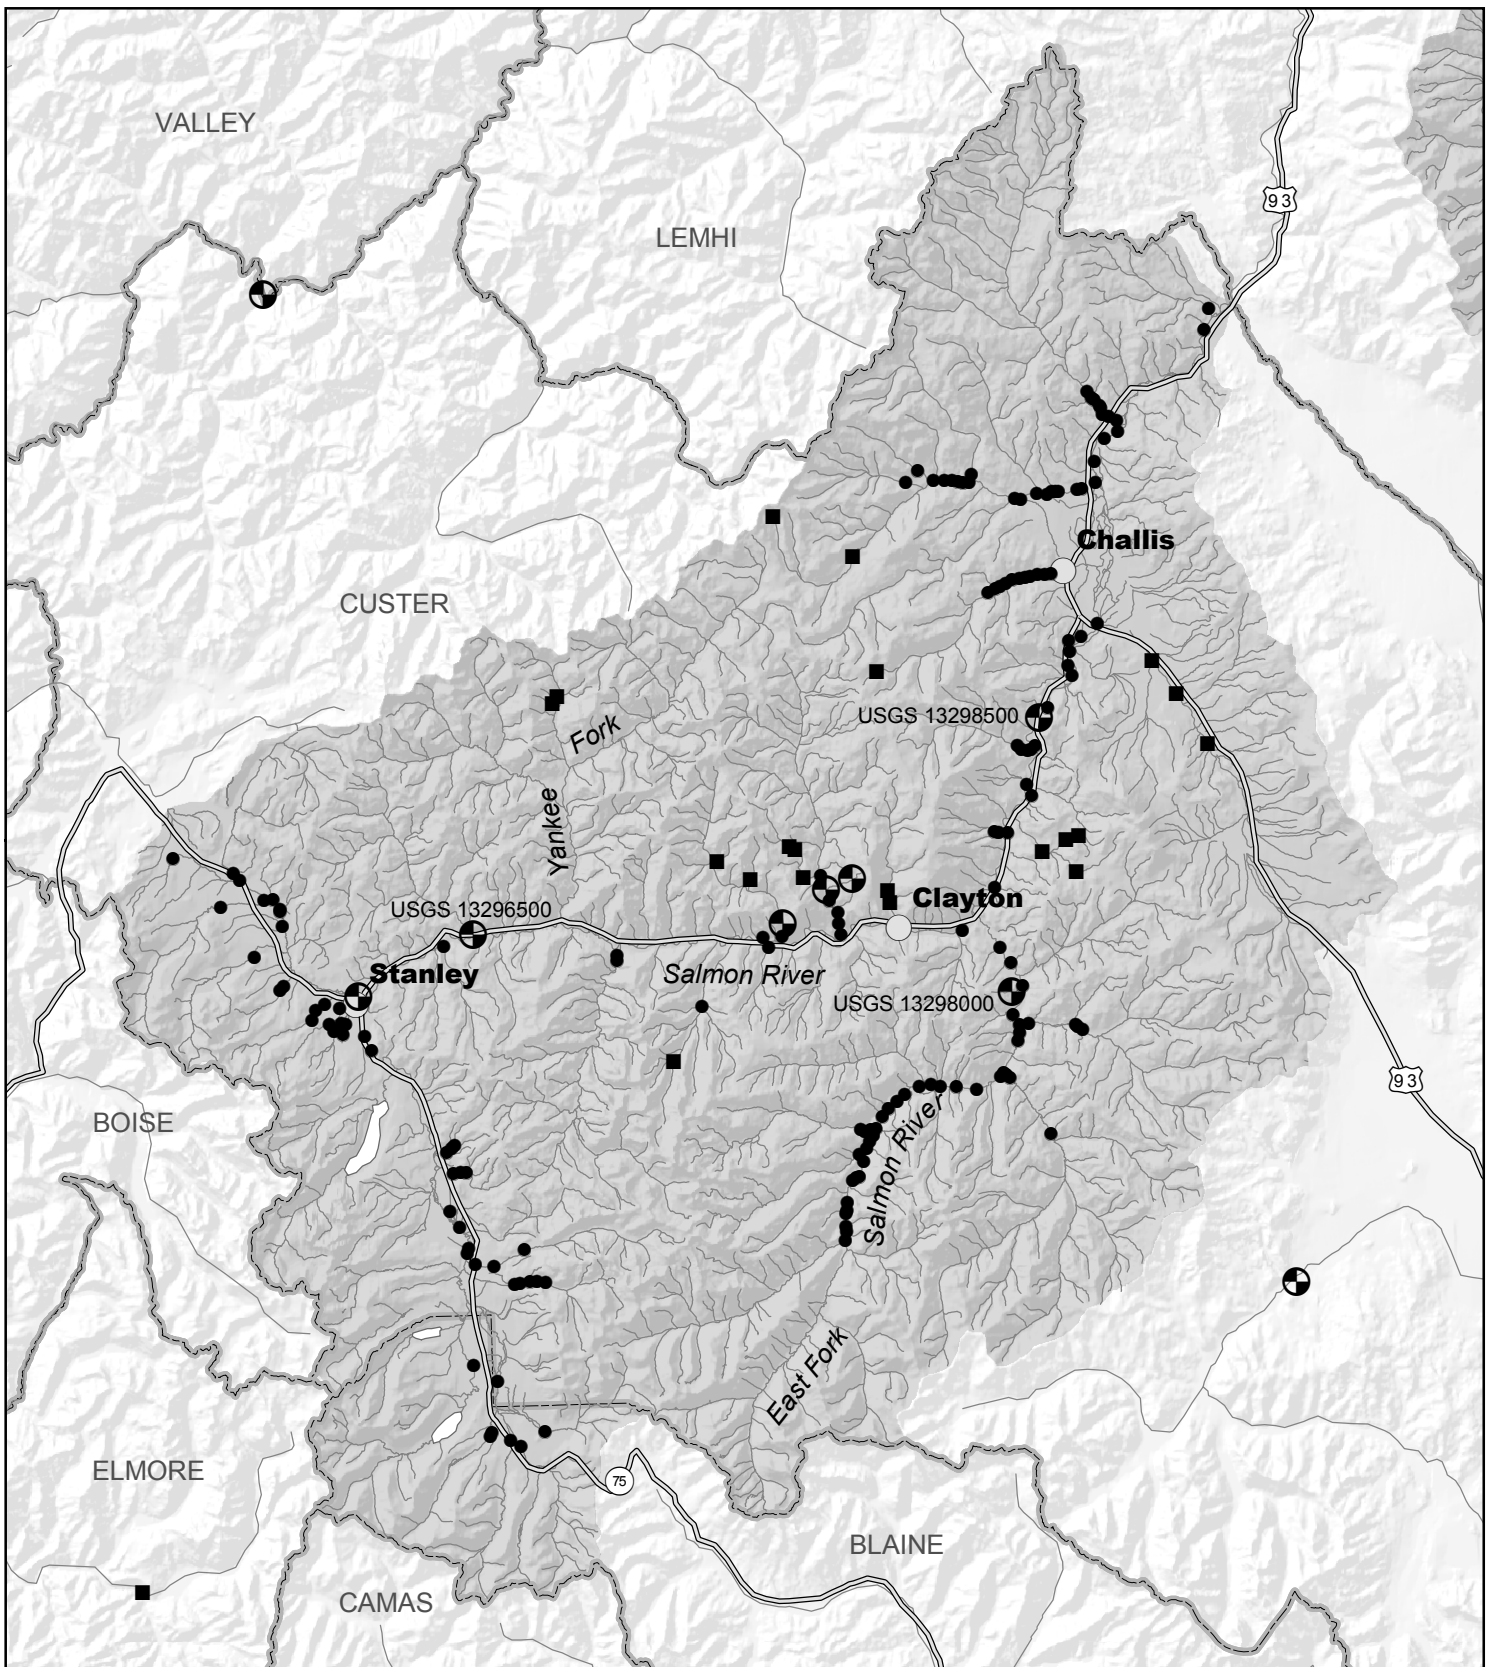 VALLEY
93
LEMHI
Challis
CUSTER
USGS 13298500
Fork
Yankee
Clayton
USGS 13296500
Stanley
Salmon River
USGS 13298000
93
BOISE
Salmon River
East Fork
ELMORE
75
BLAINE
CAMAS